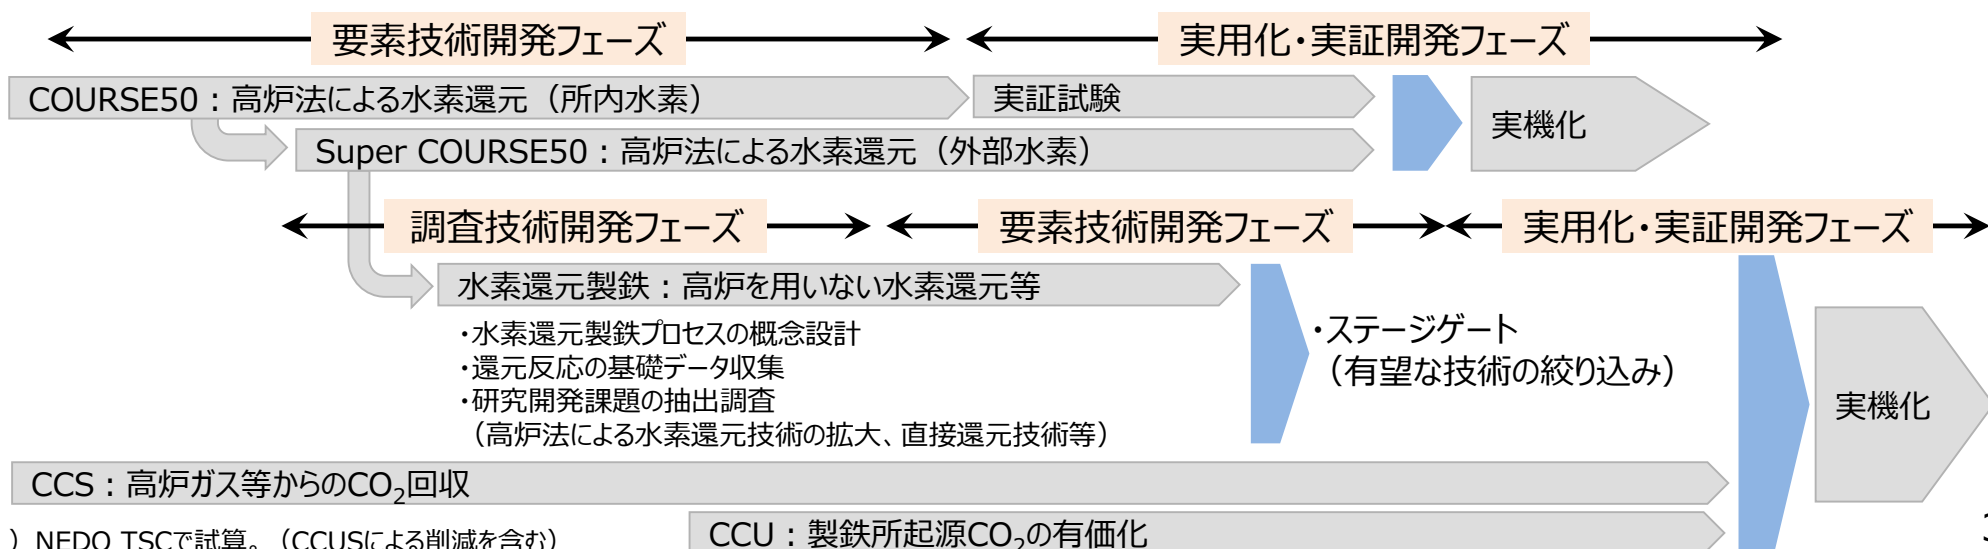 要素技術開発フェーズ
実用化・実証開発フェーズ
COURSE50：高炉法による水素還元（所内水素）
実証試験
実機化
Super COURSE50：高炉法による水素還元（外部水素）
調査技術開発フェーズ
要素技術開発フェーズ
実用化・実証開発フェーズ
水素還元製鉄：高炉を用いない水素還元等
・水素還元製鉄プロセスの概念設計
・還元反応の基礎データ収集
・研究開発課題の抽出調査
（高炉法による水素還元技術の拡大、直接還元技術等）
・ステージゲート
（有望な技術の絞り込み）
実機化
CCS：高炉ガス等からのCO₂回収
CCU：製鉄所起源CO₂の有価化
）NEDO TSCで試算。（CCUSによる削減を含む）